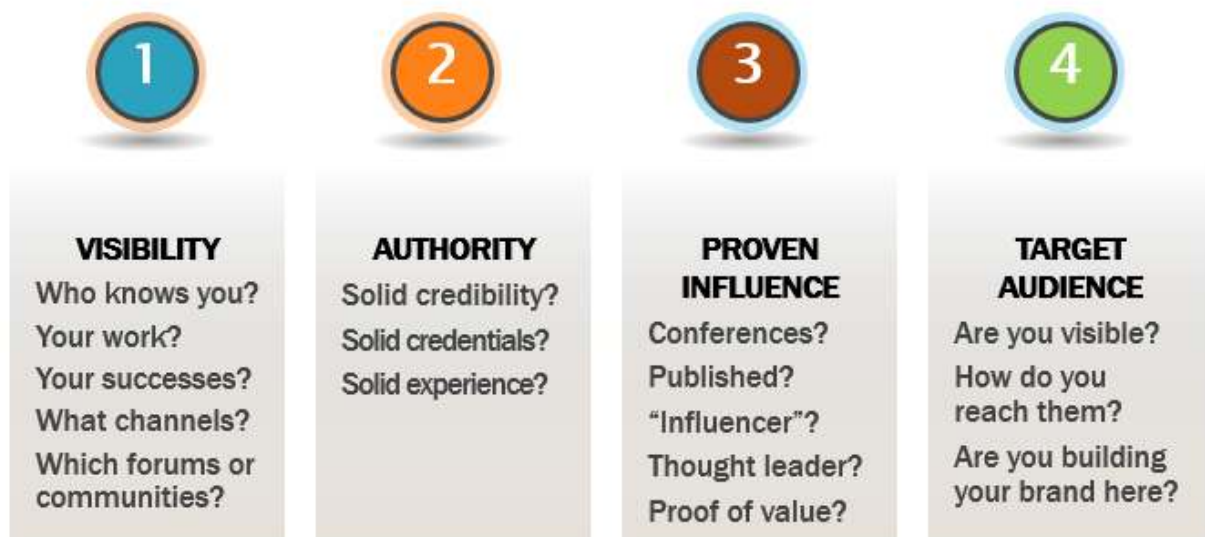 1
VISIBILITY
Who knows you?
Your work?
Your successes?
What channels?
Which forums or
communities?
2
AUTHORITY
Solid credibility?
Solid credentials?
Solid experience?
3
PROVEN
INFLUENCE
Conferences?
Published?
“Influencer”?
Thought leader?
Proof of value?
4
TARGET
AUDIENCE
Are you visible?
How do you
reach them?
Are you building
your brand here?